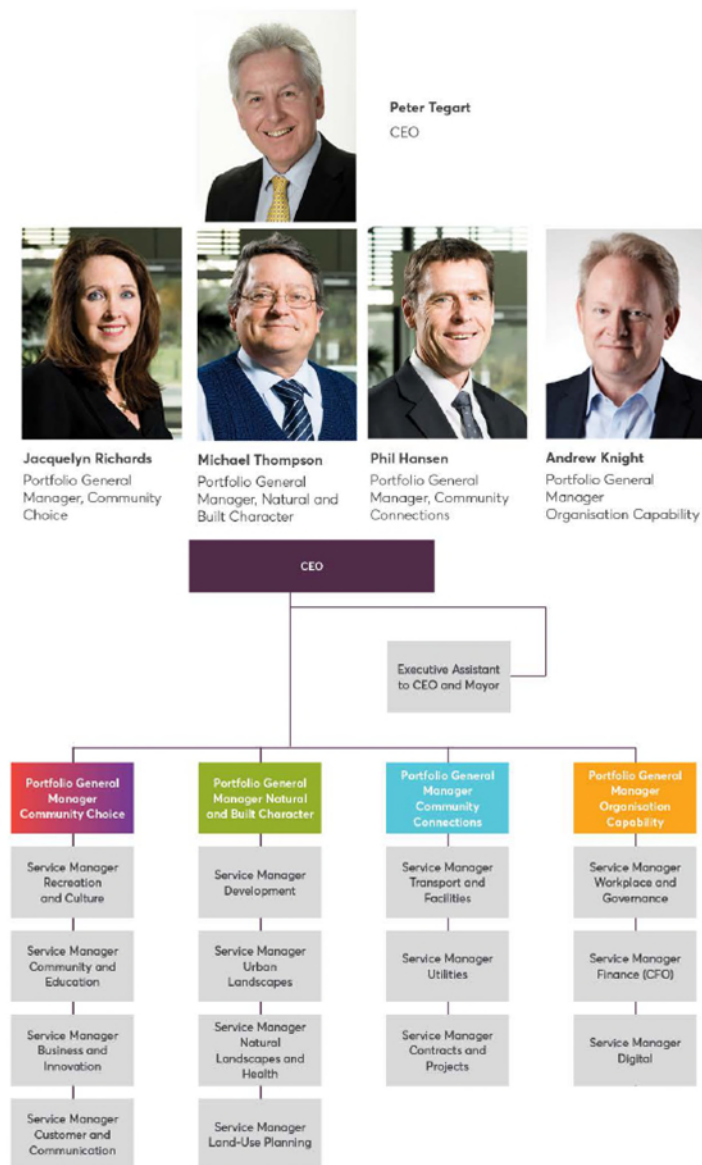 Peter Tegart
CEO
Jacquelyn Richards
Portfolio General
Manager, Community
Choice
Michael Thompson
Portfolio General
Manager, Natural and
Built Character
Phil Hansen
Portfolio General
Manager, Community
Connections
Andrew Knight
Portfolio General
Manager
Organisation Capability
CEO
Executive Assistant
to CEO and Mayor
Portfolio General
Manager
Community Choice
Portfolio General
Manager Natural
and Built Character
Portfolio General
Manager
Community
Connections
Portfolio General
Manager
Organisation
Capability
Service Manager
Recreation
and Culture
Service Manager
Development
Service Manager
Transport and
Facilities
Service Manager
Workplace and
Governance
Service Manager
Community and
Education
Service Manager
Urban
Landscapes
Service Manager
Utilities
Service Manager
Finance (CFO)
Service Manager
Business and
Innovation
Service Manager
Natural
Landscapes and
Health
Service Manager
Contracts and
Projects
Service Manager
Digital
Service Manager
Customer and
Communication
Service Manager
Land-Use Planning